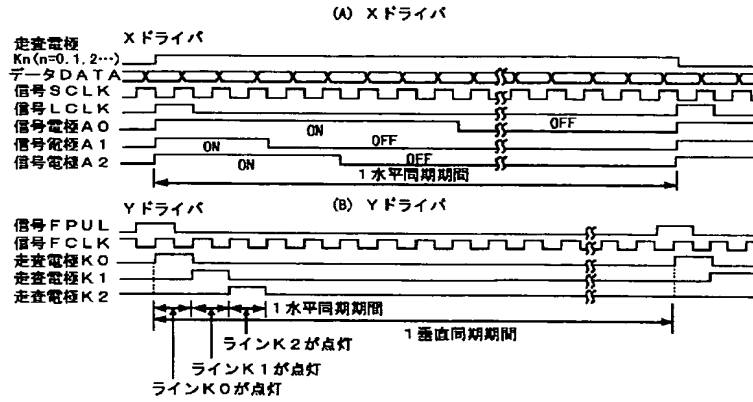 (A) Xドライバ
走査電極 Xドライバ
Kn(n=0.1.2…)
データDATA
信号SCLK
信号LCLK
信号電極A0 ON OFF
信号電極A1 ON OFF
信号電極A2 ON OFF
1水平同期期間
Yドライバ (B) Yドライバ
信号FPUL
信号FCLK
走査電極K0
走査電極K1
走査電極K2
1水平同期期間
1垂直同期期間
ラインK2が点灯
ラインK1が点灯
ラインK0が点灯